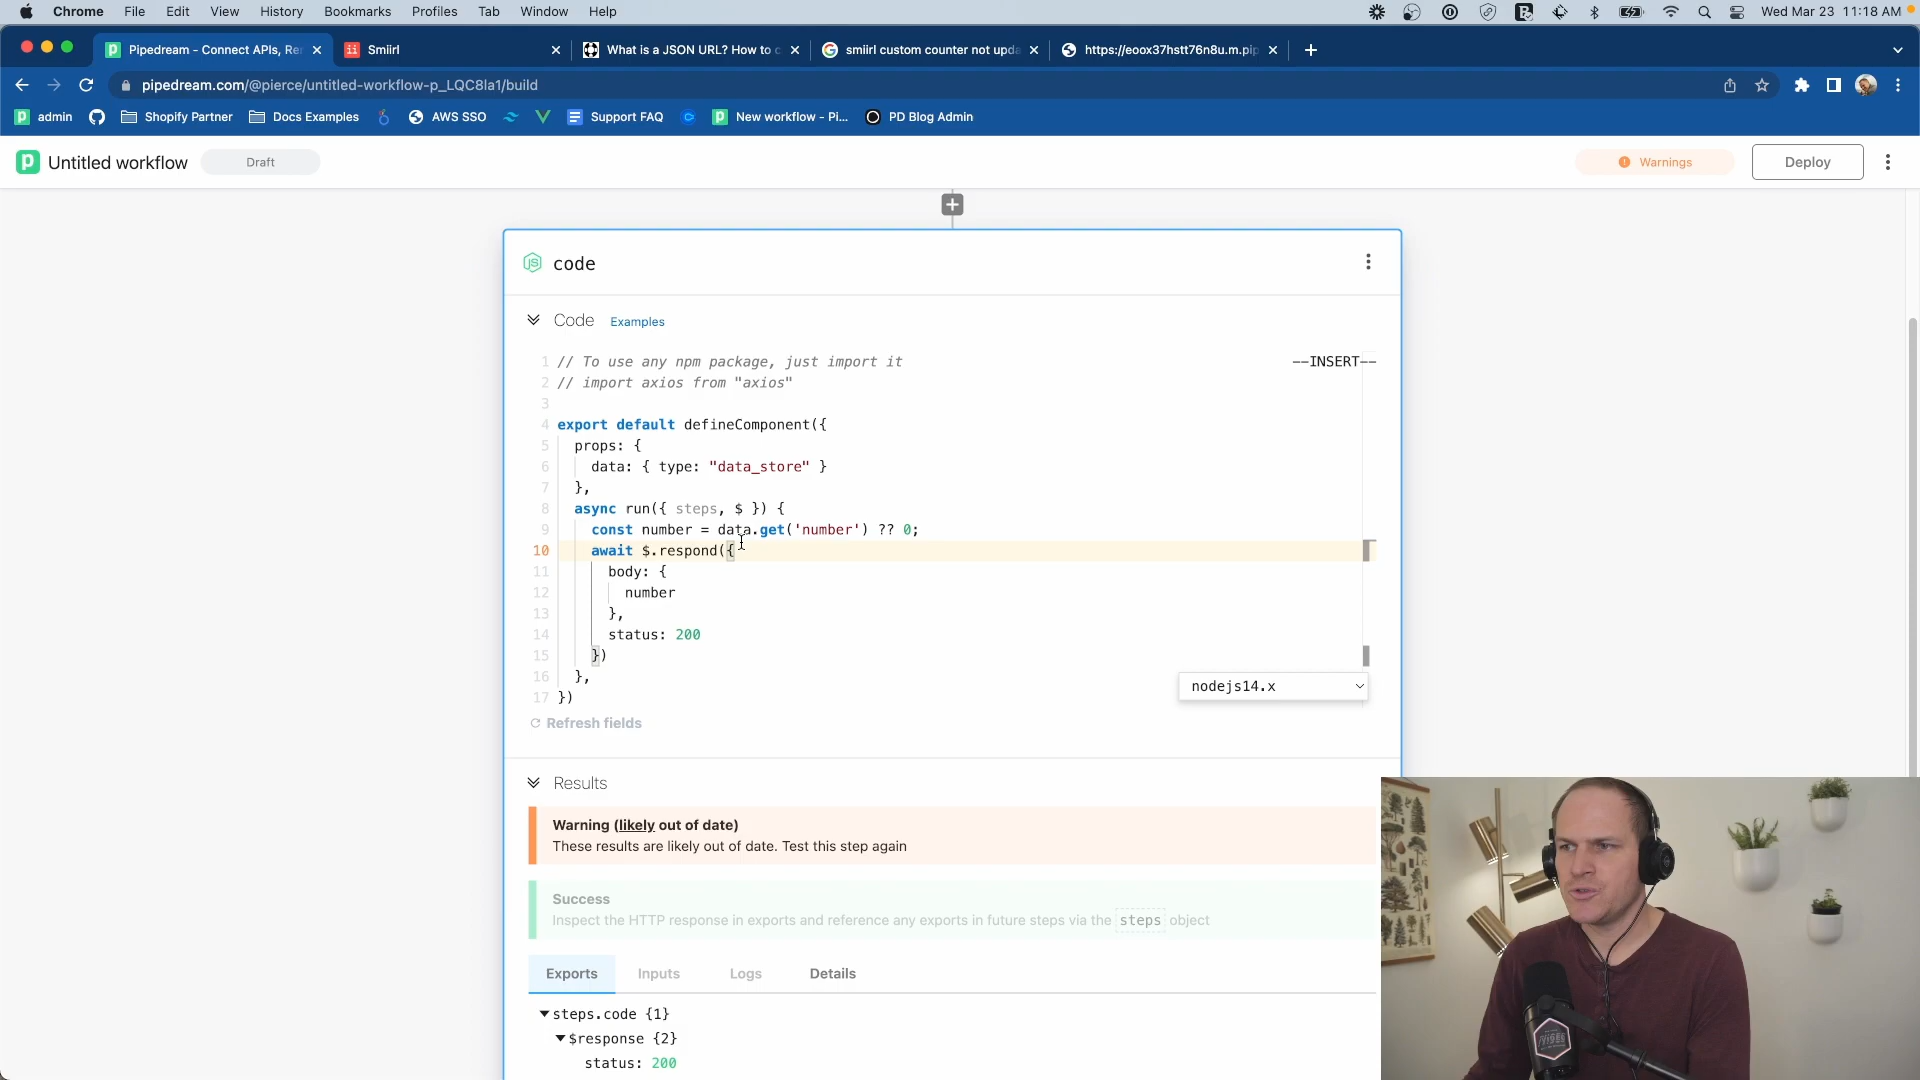 Chrome File Edit View History Bookmarks Profiles Tab Window Help Wed Mar 23 11:18 AM
Pipedream - Connect APIs, Rem
Smiirl
What is a JSON URL? How to c
smiirl custom counter not upda
https://eoox37hstt76n8u.m.pip
pipedream.com/@pierce/untitled-workflow-p_LQC8la1/build
admin Shopify Partner Docs Examples AWS SSO Support FAQ New workflow - Pi... PD Blog Admin
Untitled workflow Draft Warnings Deploy
code
Code Examples
1 // To use any npm package, just import it
--INSERT--
2 // import axios from "axios"
3
4 export default defineComponent({
5 props: {
6 data: { type: "data_store" }
7 },
8 async run({ steps, $ }) {
9 const number = data.get('number') ?? 0;
10 await $.respond({
11 body: {
12 number
13 },
14 status: 200
15 })
16 },
17 })
nodejs14.x
Refresh fields
Results
Warning (likely out of date)
These results are likely out of date. Test this step again
Success
Inspect the HTTP response in exports and reference any exports in future steps via the steps object
Exports Inputs Logs Details
steps.code {1}
$response {2}
status: 200